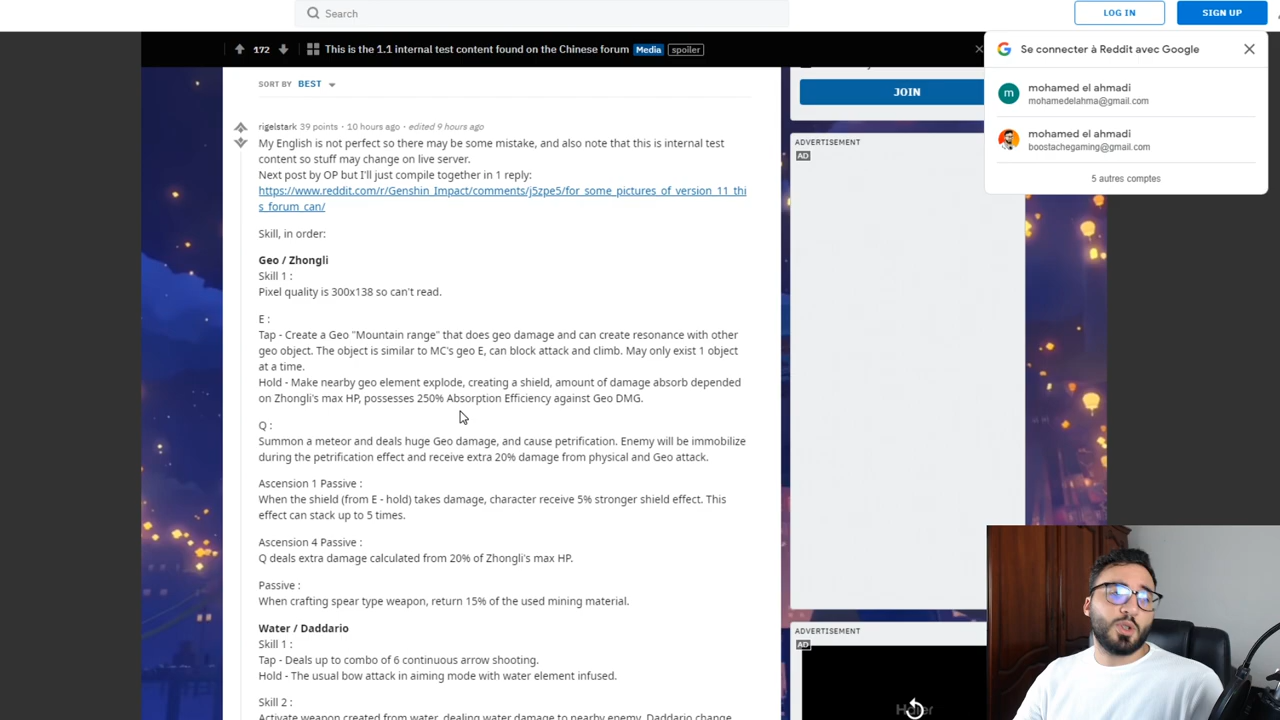 Search
LOG IN
SIGN UP
172
This is the 1.1 internal test content found on the Chinese forum Media spoiler
Se connecter à Reddit avec Google
m
mohamed el ahmadi
mohamedelahma@gmail.com
mohamed el ahmadi
boostachegaming@gmail.com
5 autres comptes
JOIN
ADVERTISEMENT
AD
SORT BY BEST
rigelstark 39 points · 10 hours ago · edited 9 hours ago
My English is not perfect so there may be some mistake, and also note that this is internal test
content so stuff may change on live server.
Next post by OP but I'll just compile together in 1 reply:
https://www.reddit.com/r/Genshin_Impact/comments/j5zpe5/for_some_pictures_of_version_11_thi
s_forum_can/
Skill, in order:
Geo / Zhongli
Skill 1 :
Pixel quality is 300x138 so can't read.
E :
Tap - Create a Geo "Mountain range" that does geo damage and can create resonance with other
geo object. The object is similar to MC's geo E, can block attack and climb. May only exist 1 object
at a time.
Hold - Make nearby geo element explode, creating a shield, amount of damage absorb depended
on Zhongli's max HP, possesses 250% Absorption Efficiency against Geo DMG.
Q :
Summon a meteor and deals huge Geo damage, and cause petrification. Enemy will be immobilize
during the petrification effect and receive extra 20% damage from physical and Geo attack.
Ascension 1 Passive :
When the shield (from E - hold) takes damage, character receive 5% stronger shield effect. This
effect can stack up to 5 times.
Ascension 4 Passive :
Q deals extra damage calculated from 20% of Zhongli's max HP.
Passive :
When crafting spear type weapon, return 15% of the used mining material.
Water / Daddario
Skill 1 :
Tap - Deals up to combo of 6 continuous arrow shooting.
Hold - The usual bow attack in aiming mode with water element infused.
Skill 2 :
Activate weapon created from water, dealing water damage to nearby enemy. Daddario change
ADVERTISEMENT
AD
Haier